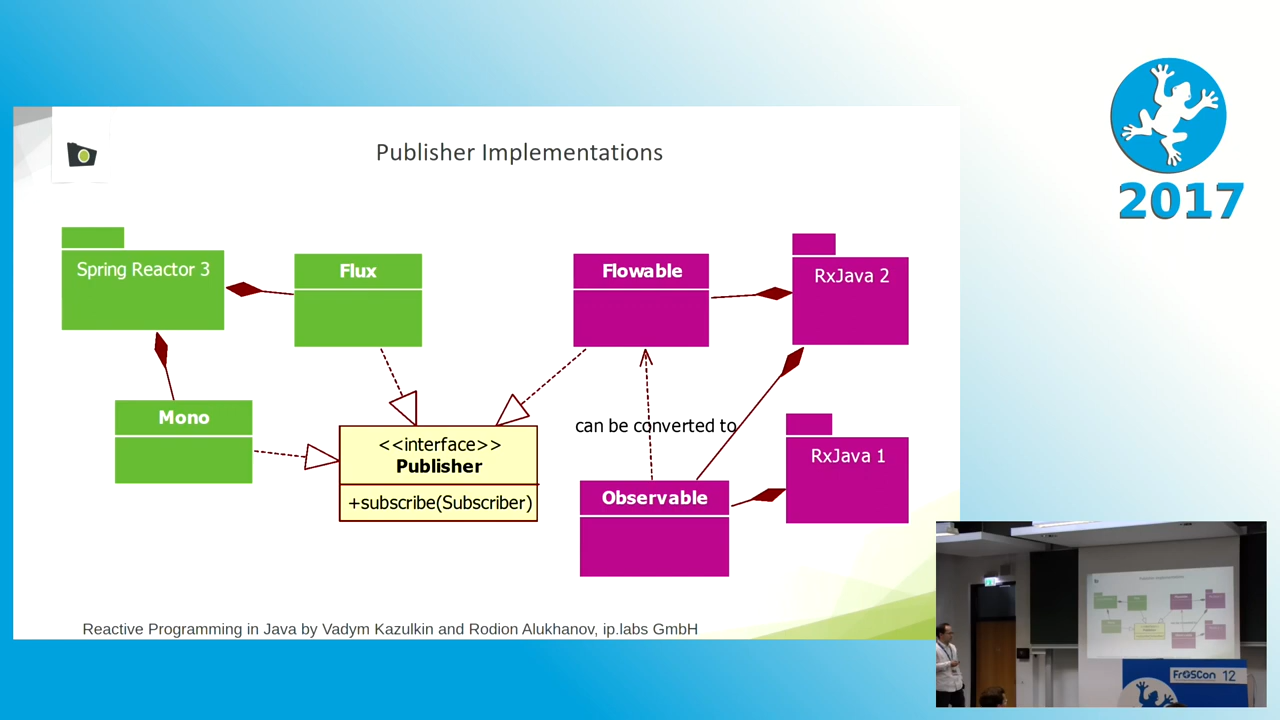 2017
Publisher Implementations
Spring Reactor 3
Flux
Flowable
RxJava 2
Mono
can be converted to
<<interface>>
Publisher
+subscribe(Subscriber)
RxJava 1
Observable
Reactive Programming in Java by Vadym Kazulkin and Rodion Alukhanov, ip.labs GmbH
FrOSCon 12